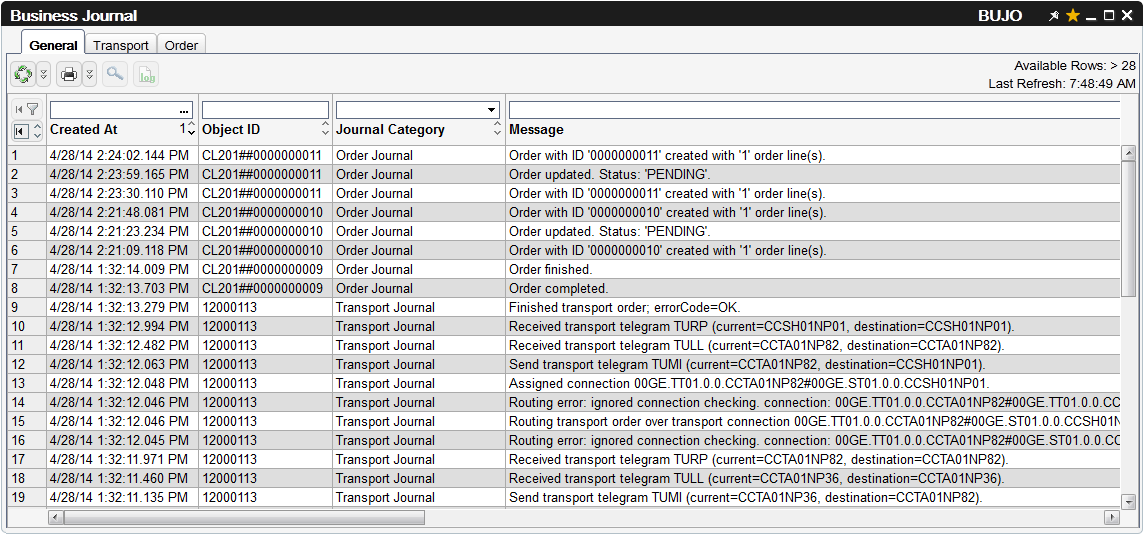 Business Journal BUJO
General Transport Order
Available Rows: > 28
Last Refresh: 7:48:49 AM
log
...
Created At 1 Object ID Journal Category Message
1 4/28/14 2:24:02.144 PM CL201##0000000011 Order Journal Order with ID '0000000011' created with '1' order line(s).
2 4/28/14 2:23:59.165 PM CL201##0000000011 Order Journal Order updated. Status: 'PENDING'.
3 4/28/14 2:23:30.110 PM CL201##0000000011 Order Journal Order with ID '0000000011' created with '1' order line(s).
4 4/28/14 2:21:48.081 PM CL201##0000000010 Order Journal Order with ID '0000000010' created with '1' order line(s).
5 4/28/14 2:21:23.234 PM CL201##0000000010 Order Journal Order updated. Status: 'PENDING'.
6 4/28/14 2:21:09.118 PM CL201##0000000010 Order Journal Order with ID '0000000010' created with '1' order line(s).
7 4/28/14 1:32:14.009 PM CL201##0000000009 Order Journal Order finished.
8 4/28/14 1:32:13.703 PM CL201##0000000009 Order Journal Order completed.
9 4/28/14 1:32:13.279 PM 12000113 Transport Journal Finished transport order; errorCode=OK.
10 4/28/14 1:32:12.994 PM 12000113 Transport Journal Received transport telegram TURP (current=CCSH01NP01, destination=CCSH01NP01).
11 4/28/14 1:32:12.482 PM 12000113 Transport Journal Received transport telegram TULL (current=CCTA01NP82, destination=CCTA01NP82).
12 4/28/14 1:32:12.063 PM 12000113 Transport Journal Send transport telegram TUMI (current=CCTA01NP82, destination=CCSH01NP01).
13 4/28/14 1:32:12.048 PM 12000113 Transport Journal Assigned connection 00GE.TT01.0.0.CCTA01NP82#00GE.ST01.0.0.CCSH01NP01.
14 4/28/14 1:32:12.046 PM 12000113 Transport Journal Routing error: ignored connection checking. connection: 00GE.TT01.0.0.CCTA01NP82#00GE.TT01.0.0.CC
15 4/28/14 1:32:12.046 PM 12000113 Transport Journal Routing transport order over transport connection 00GE.TT01.0.0.CCTA01NP82#00GE.ST01.0.0.CCSH01N
16 4/28/14 1:32:12.045 PM 12000113 Transport Journal Routing error: ignored connection checking. connection: 00GE.TT01.0.0.CCTA01NP82#00GE.ST01.0.0.CC
17 4/28/14 1:32:11.971 PM 12000113 Transport Journal Received transport telegram TURP (current=CCTA01NP82, destination=CCTA01NP82).
18 4/28/14 1:32:11.460 PM 12000113 Transport Journal Received transport telegram TULL (current=CCTA01NP36, destination=CCTA01NP36).
19 4/28/14 1:32:11.135 PM 12000113 Transport Journal Send transport telegram TUMI (current=CCTA01NP36, destination=CCTA01NP82).